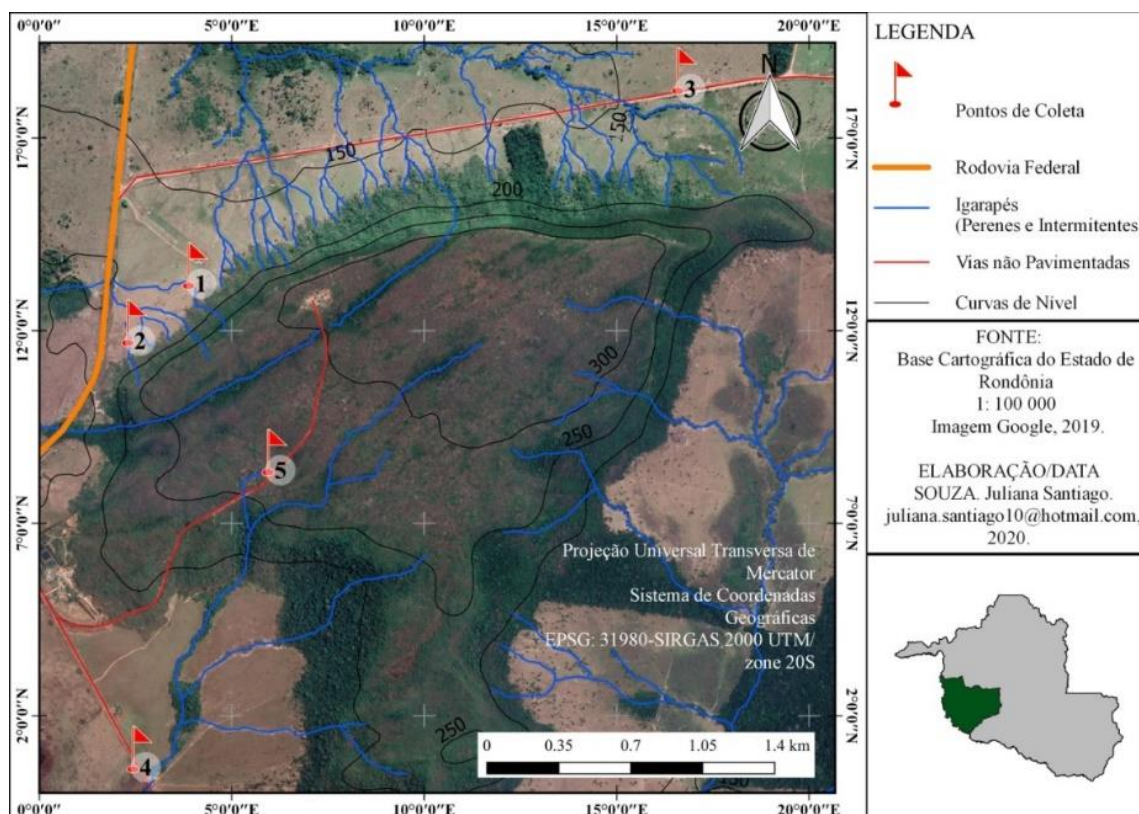 0°0′0″
5°0′0″N
10°0′0″N
15°0′0″N
20°0′0″N
17°0′0″N
12°0′0″N
7°0′0″N
2°0′0″N
17°0′0″N
12°0′0″N
7°0′0″N
2°0′0″N
0°0′0″
5°0′0″N
10°0′0″N
15°0′0″N
20°0′0″N
N
3
150
150
200
1
2
300
250
5
4
250
Projeção Universal Transversa de
Mercator
Sistema de Coordenadas
Geográficas
EPSG: 31980-SIRGAS 2000 UTM/
zone 20S
0 0.35 0.7 1.05 1.4 km
LEGENDA
Pontos de Coleta
Rodovia Federal
Igarapés
(Perenes e Intermitentes
Vias não Pavimentadas
Curvas de Nível
FONTE:
Base Cartográfica do Estado de
Rondônia
1: 100 000
Imagem Google, 2019.
ELABORAÇÃO/DATA
SOUZA. Juliana Santiago.
juliana.santiago10@hotmail.com,
2020.